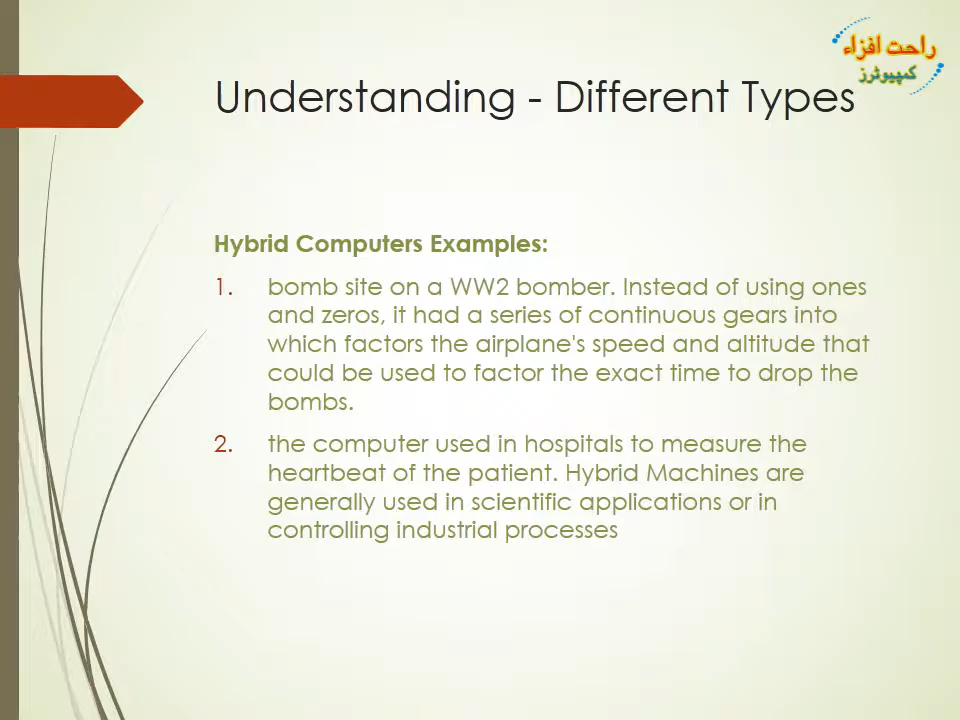 راحت افزاء
کمپیوٹرز
Understanding - Different Types
Hybrid Computers Examples:
1. bomb site on a WW2 bomber. Instead of using ones
and zeros, it had a series of continuous gears into
which factors the airplane's speed and altitude that
could be used to factor the exact time to drop the
bombs.
2. the computer used in hospitals to measure the
heartbeat of the patient. Hybrid Machines are
generally used in scientific applications or in
controlling industrial processes